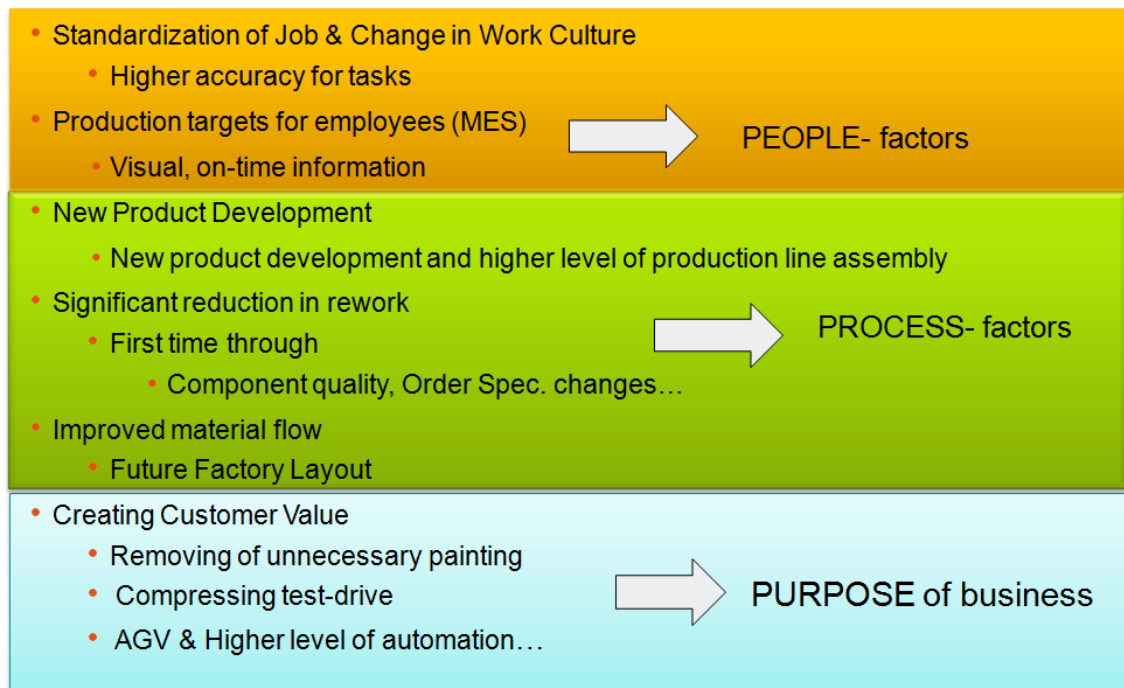 • Standardization of Job & Change in Work Culture
• Higher accuracy for tasks
• Production targets for employees (MES)
• Visual, on-time information
PEOPLE- factors
• New Product Development
• New product development and higher level of production line assembly
• Significant reduction in rework
• First time through
• Component quality, Order Spec. changes…
• Improved material flow
• Future Factory Layout
PROCESS- factors
• Creating Customer Value
• Removing of unnecessary painting
• Compressing test-drive
• AGV & Higher level of automation…
PURPOSE of business